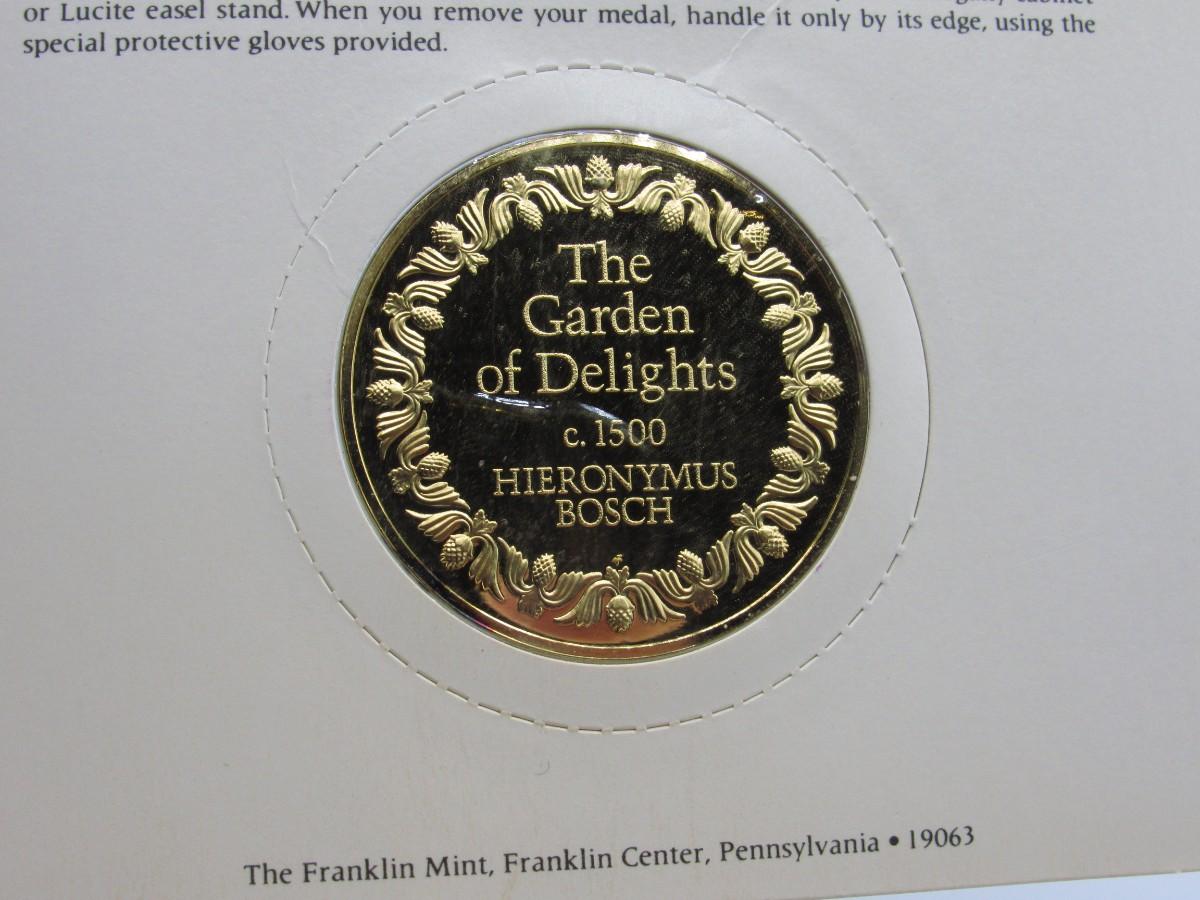 or Lucite easel stand. When you remove your medal, handle it only by its edge, using the
special protective gloves provided.
The
Garden
of Delights
c. 1500
HIERONYMUS
BOSCH
The Franklin Mint, Franklin Center, Pennsylvania • 19063